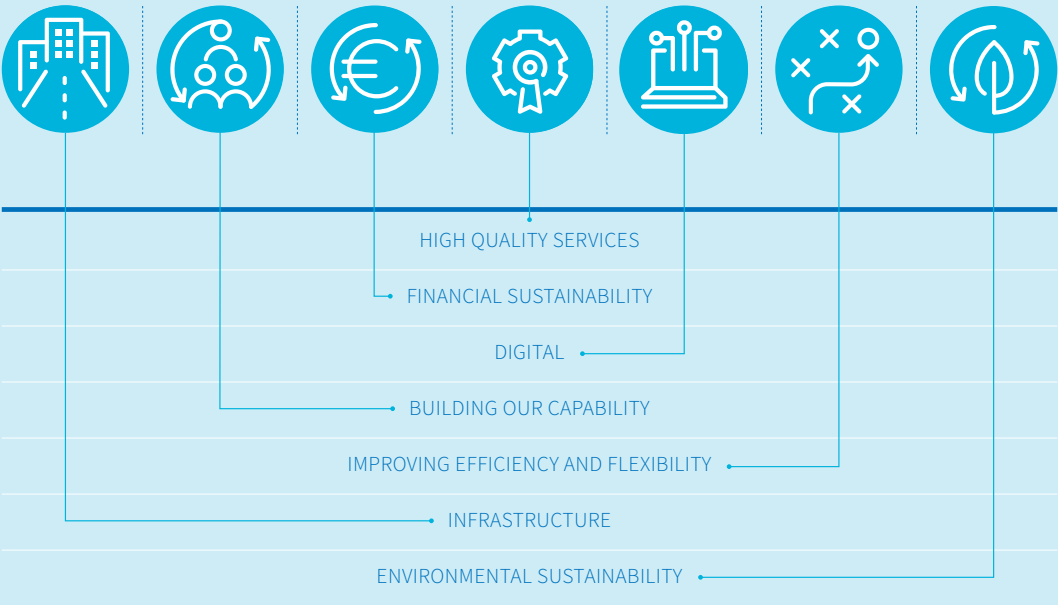 HIGH QUALITY SERVICES
FINANCIAL SUSTAINABILITY
DIGITAL
BUILDING OUR CAPABILITY
IMPROVING EFFICIENCY AND FLEXIBILITY
INFRASTRUCTURE
ENVIRONMENTAL SUSTAINABILITY